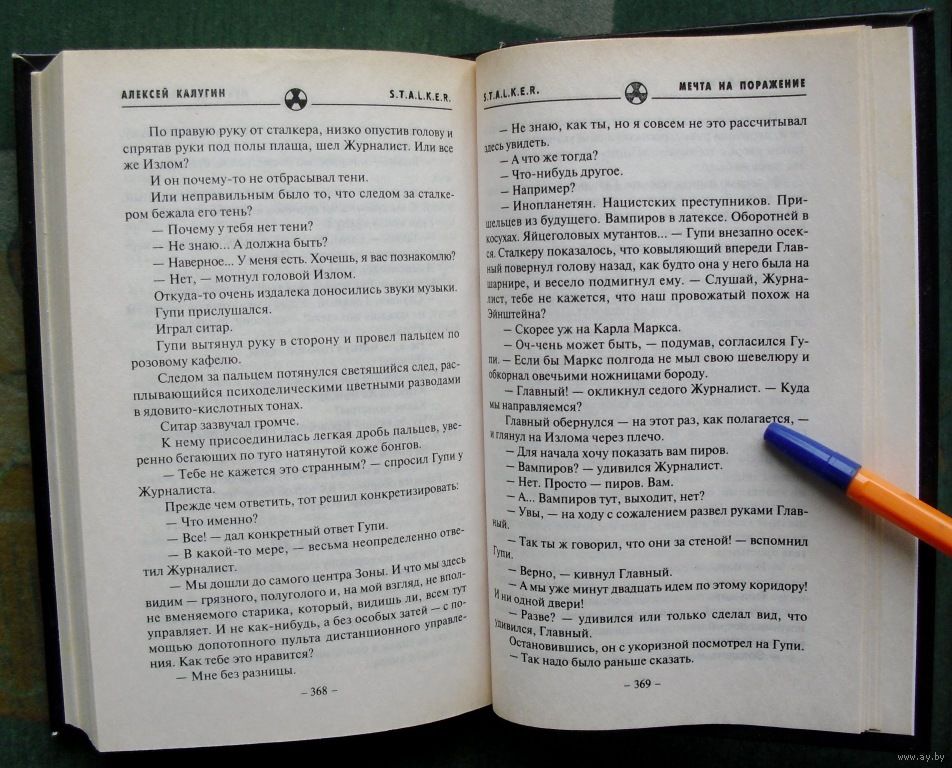 АЛЕКСЕЙ КАЛУГИН S.T.A.L.K.E.R.
По правую руку от сталкера, низко опустив голову и
спрятав руки под полы плаща, шел Журналист. Или все
же Излом?
И он почему-то не отбрасывал тени.
Или неправильным было то, что следом за сталке-
ром бежала его тень?
— Почему у тебя нет тени?
— Не знаю... А должна быть?
— Наверное... У меня есть. Хочешь, я вас познакомлю?
— Нет, — мотнул головой Излом.
Откуда-то очень издалека доносились звуки музыки.
Гупи прислушался.
Играл ситар.
Гупи вытянул руку в сторону и провел пальцем по
розовому кафелю.
Следом за пальцем потянулся светящийся след, рас-
плывающийся психоделическими цветными разводами
в ядовито-кислотных тонах.
Ситар зазвучал громче.
К нему присоединилась легкая дробь пальцев, уве-
ренно бегающих по туго натянутой коже бонгов.
— Тебе не кажется это странным? — спросил Гупи у
Журналиста.
Прежде чем ответить, тот решил конкретизировать:
— Что именно?
— Все! — дал конкретный ответ Гупи.
— В какой-то мере, — весьма неопределенно отве-
тил Журналист.
— Мы дошли до самого центра Зоны. И что мы здесь
видим — грязного, полуголого и, на мой взгляд, не впол-
не вменяемого старика, который, видишь ли, всем тут
управляет. И не как-нибудь, а без особых затей — с по-
мощью допотопного пульта дистанционного управле-
ния. Как тебе это нравится?
— Мне без разницы.
– 368 –
S.T.A.L.K.E.R. МЕЧТА НА ПОРАЖЕНИЕ
— Не знаю, как ты, но я совсем не это рассчитывал
здесь увидеть.
— А что же тогда?
— Что-нибудь другое.
— Например?
— Инопланетян. Нацистских преступников. При-
шельцев из будущего. Вампиров в латексе. Оборотней в
косухах. Яйцеголовых мутантов... — Гупи внезапно осек-
ся. Сталкеру показалось, что ковыляющий впереди Глав-
ный повернул голову назад, как будто она у него была на
шарнире, и весело подмигнул ему. — Слушай, Журна-
лист, тебе не кажется, что наш провожатый похож на
Эйнштейна?
— Скорее уж на Карла Маркса.
— Оч-чень может быть, — подумав, согласился Гу-
пи. — Если бы Маркс полгода не мыл свою шевелюру и
обкорнал овечьими ножницами бороду.
— Главный! — окликнул седого Журналист. — Куда
мы направляемся?
Главный обернулся — на этот раз, как полагается, —
и глянул на Излома через плечо.
— Для начала хочу показать вам пиров.
— Вампиров? — удивился Журналист.
— Нет. Просто — пиров. Вам.
— А... Вампиров тут, выходит, нет?
— Увы, — на ходу с сожалением развел руками Глав-
ный.
— Так ты ж говорил, что они за стеной! — вспомнил
Гупи.
— Верно, — кивнул Главный.
— А мы уже минут двадцать идем по этому коридору!
И ни одной двери!
— Разве? — удивился или только сделал вид, что
удивился, Главный.
Остановившись, он с укоризной посмотрел на Гупи.
— Так надо было раньше сказать.
– 369 –
www.ay.by